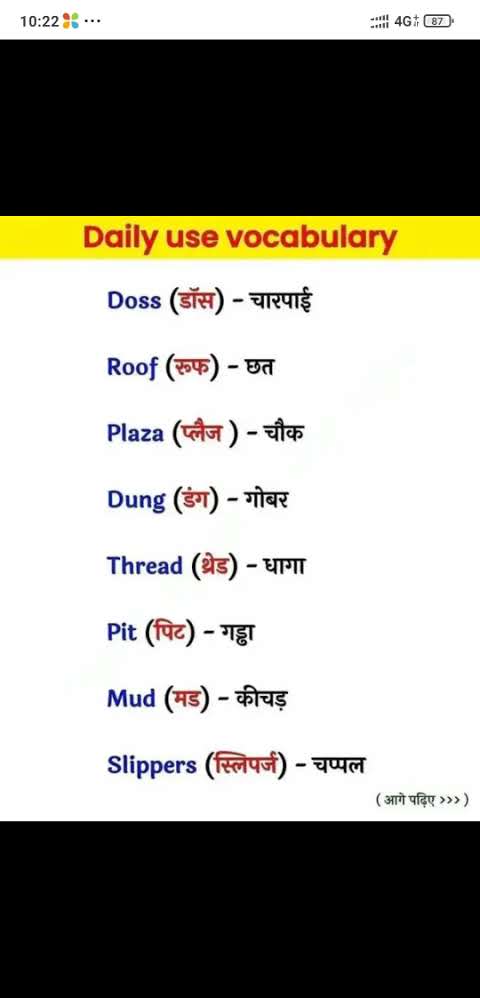 10:22 ...
4G 87
Daily use vocabulary
Doss (डॉस) – चारपाई
Roof (रूफ) – छत
Plaza (प्लैज ) – चौक
Dung (डंग) – गोबर
Thread (थ्रेड) – धागा
Pit (पिट) – गड्ढा
Mud (मड) – कीचड़
Slippers (स्लिपर्ज) – चप्पल
( आगे पढ़िए >>> )